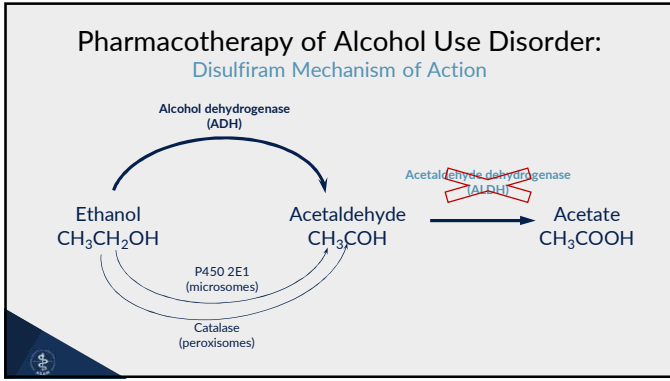 Pharmacotherapy of Alcohol Use Disorder:
Disulfiram Mechanism of Action
Alcohol dehydrogenase
(ADH)
Acetaldehyde dehydrogenase
(ALDH)
Ethanol
CH₃CH₂OH
Acetaldehyde
CH₃COH
Acetate
CH₃COOH
P450 2E1
(microsomes)
Catalase
(peroxisomes)
ASAM